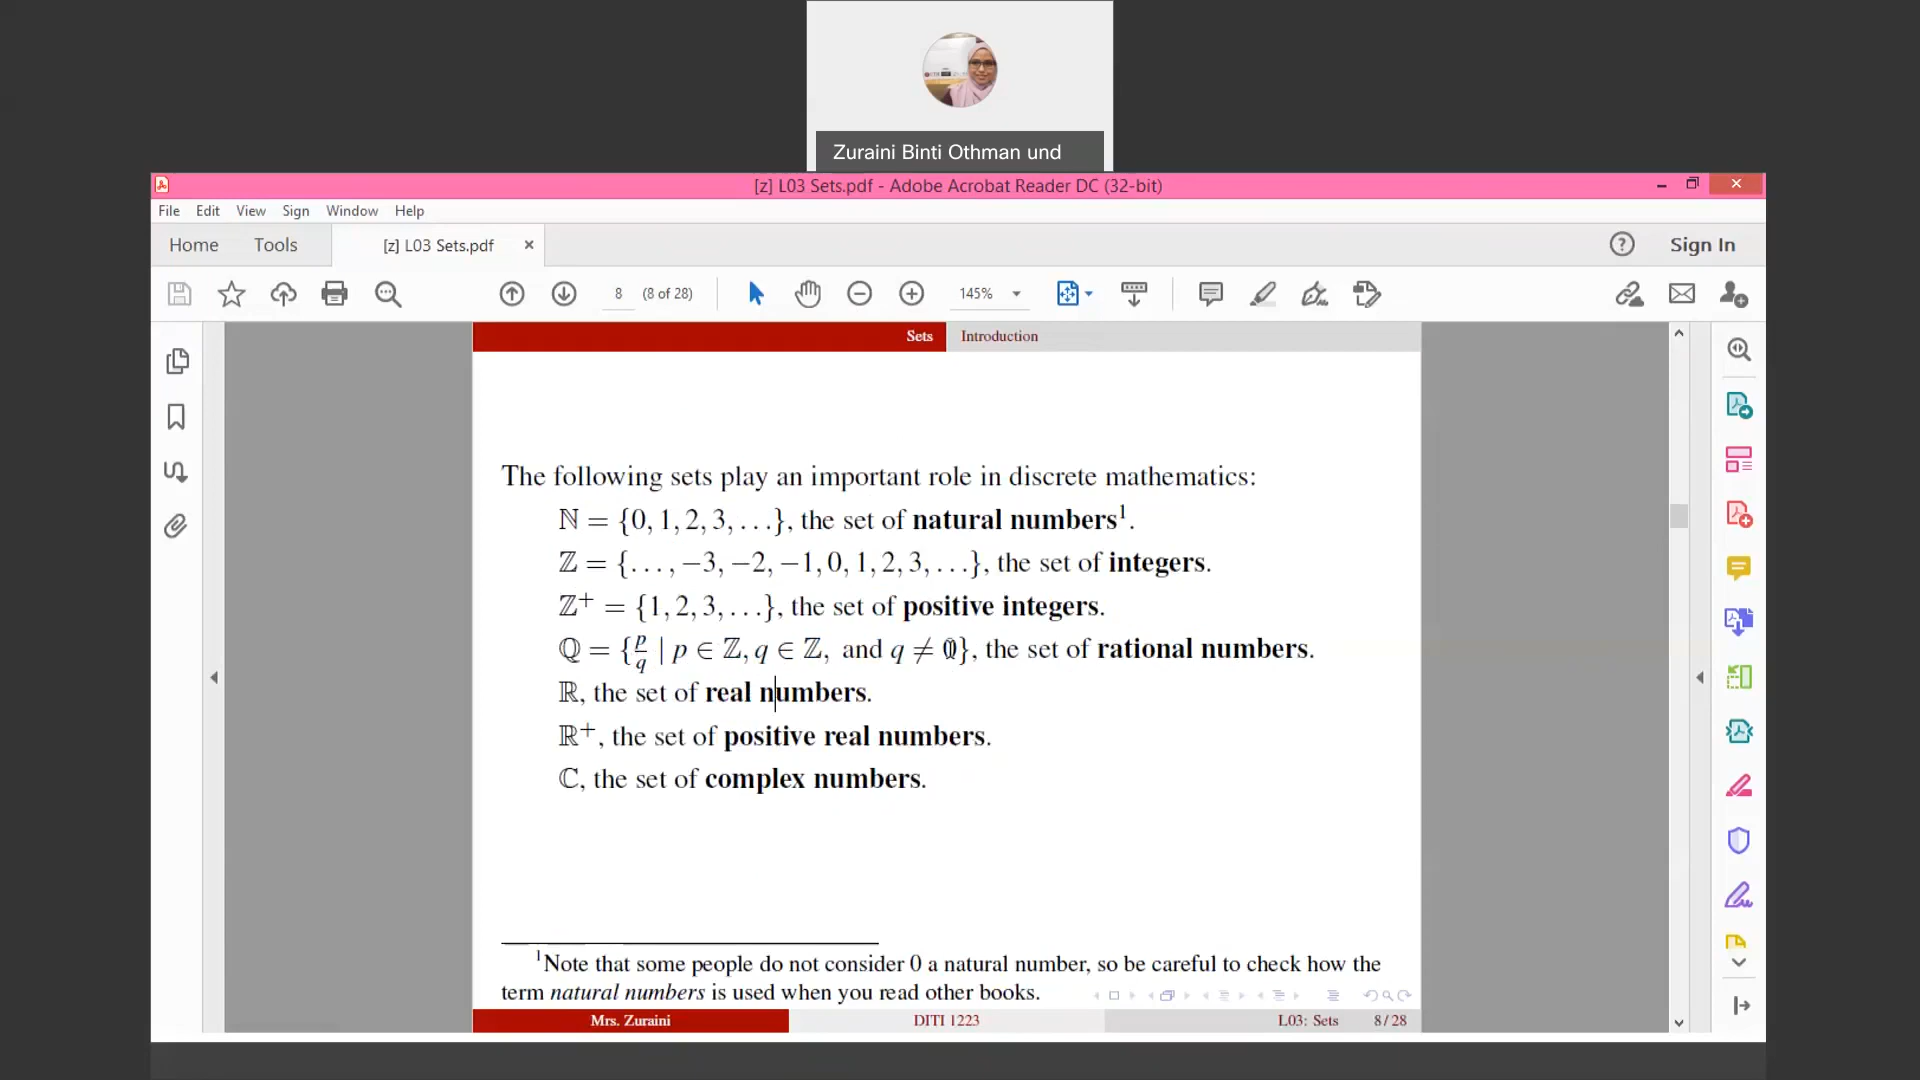 Zuraini Binti Othman und
[z] L03 Sets.pdf - Adobe Acrobat Reader DC (32-bit)
File Edit View Sign Window Help
Home Tools [z] L03 Sets.pdf × Sign In
8 (8 of 28) 145%
Sets Introduction
The following sets play an important role in discrete mathematics:
ℕ = {0, 1, 2, 3, . . .}, the set of natural numbers¹.
ℤ = {. . . , −3, −2, −1, 0, 1, 2, 3, . . .}, the set of integers.
ℤ⁺ = {1, 2, 3, . . .}, the set of positive integers.
ℚ = {p/q | p ∈ ℤ, q ∈ ℤ, and q ≠ 0}, the set of rational numbers.
ℝ, the set of real numbers.
ℝ⁺, the set of positive real numbers.
ℂ, the set of complex numbers.
¹Note that some people do not consider 0 a natural number, so be careful to check how the
term natural numbers is used when you read other books.
Mrs. Zuraini DITI 1223 L03: Sets 8/28